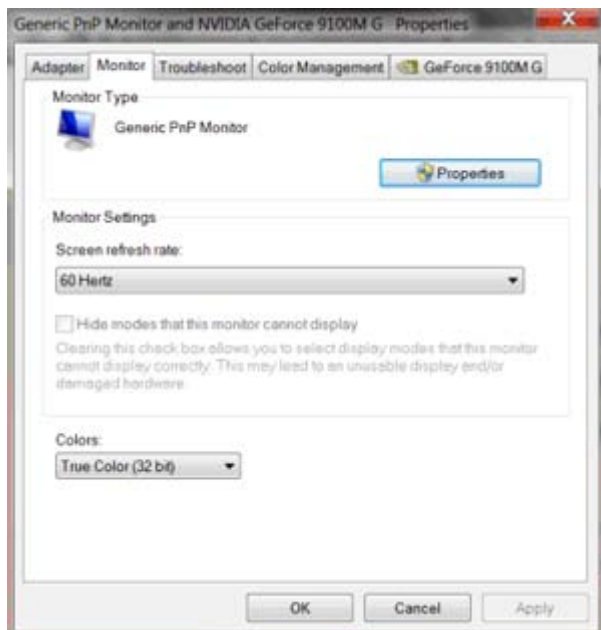 Generic PnP Monitor and NVIDIA GeForce 9100M G Properties
Adapter Monitor Troubleshoot Color Management GeForce 9100M G
Monitor Type
Generic PnP Monitor
Properties
Monitor Settings
Screen refresh rate:
60 Hertz
Hide modes that this monitor cannot display
Clearing this check box allows you to select display modes that this monitor
cannot display correctly. This may lead to an unusable display and/or
damaged hardware.
Colors:
True Color (32 bit)
OK Cancel Apply